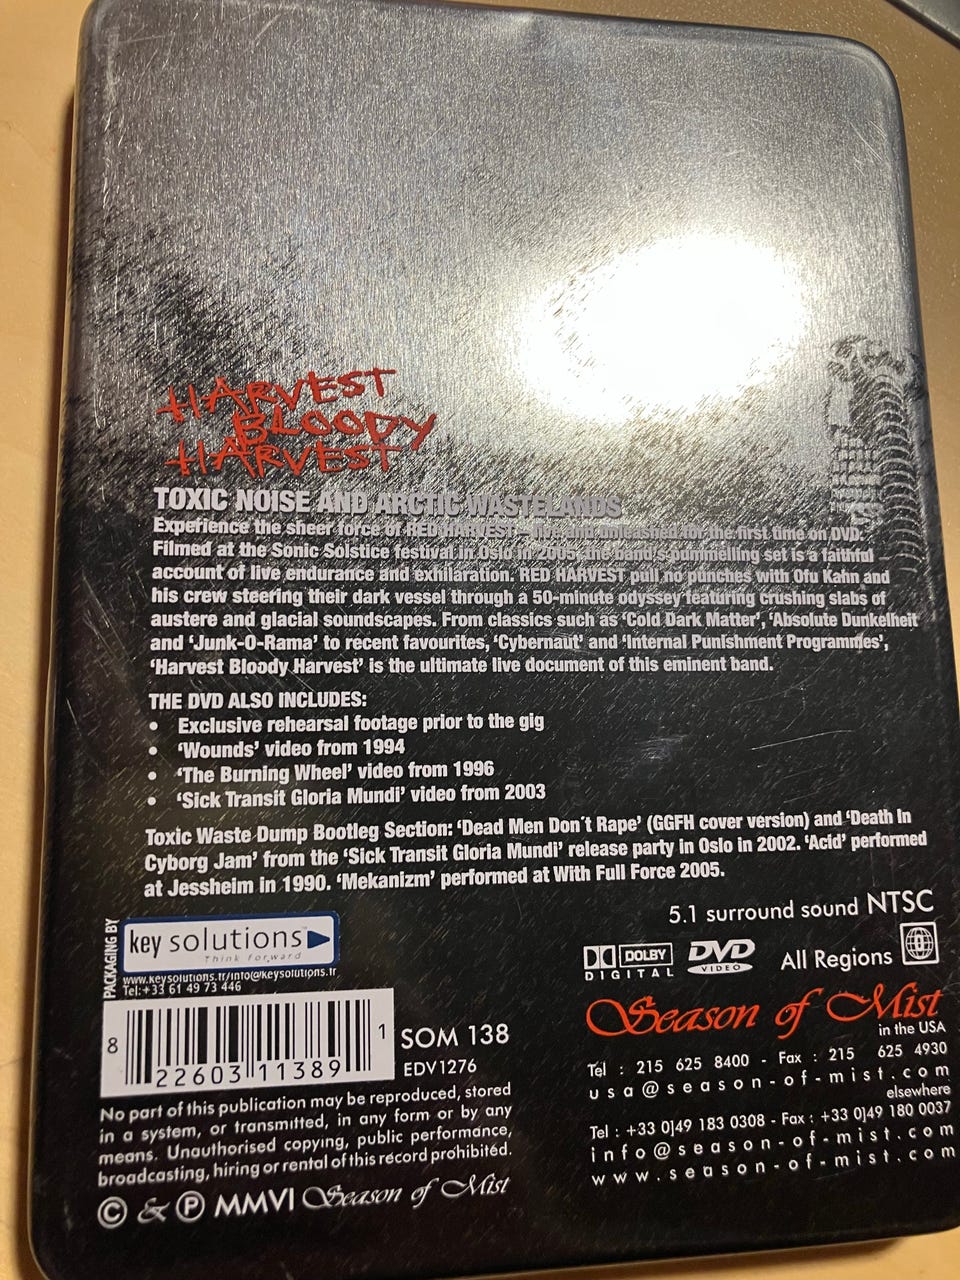 HARVEST
BLOODY
HARVEST
TOXIC NOISE AND ARCTIC WASTELANDS
Experience the sheer force of RED HARVEST - live and unleashed for the first time on DVD.
Filmed at the Sonic Solstice festival in Oslo in 2005, the band's pummelling set is a faithful
account of live endurance and exhilaration. RED HARVEST pull no punches with Ofu Kahn and
his crew steering their dark vessel through a 50-minute odyssey featuring crushing slabs of
austere and glacial soundscapes. From classics such as 'Cold Dark Matter', 'Absolute Dunkelheit
and 'Junk-O-Rama' to recent favourites, 'Cybernaut' and 'Internal Punishment Programmes',
'Harvest Bloody Harvest' is the ultimate live document of this eminent band.
THE DVD ALSO INCLUDES:
• Exclusive rehearsal footage prior to the gig
• 'Wounds' video from 1994
• 'The Burning Wheel' video from 1996
• 'Sick Transit Gloria Mundi' video from 2003
Toxic Waste Dump Bootleg Section: 'Dead Men Don´t Rape' (GGFH cover version) and 'Death In
Cyborg Jam' from the 'Sick Transit Gloria Mundi' release party in Oslo in 2002. 'Acid' performed
at Jessheim in 1990. 'Mekanizm' performed at With Full Force 2005.
5.1 surround sound NTSC
PACKAGING BY
key solutions
Think forward
www.keysolutions.fr/info@keysolutions.fr
Tel:+33 61 49 73 446
DOLBY
DIGITAL
DVD
VIDEO
All Regions
0
8 22603 11389 1
SOM 138
EDV1276
Season of Mist
in the USA
Tel : 215 625 8400 - Fax : 215 625 4930
usa@season-of-mist.com
elsewhere
Tel : +33 0]49 183 0308 - Fax : +33 0]49 180 0037
info@season-of-mist.com
www.season-of-mist.com
No part of this publication may be reproduced, stored
in a system, or transmitted, in any form or by any
means. Unauthorised copying, public performance,
broadcasting, hiring or rental of this record prohibitéd.
© & ℗ MMVI Season of Mist